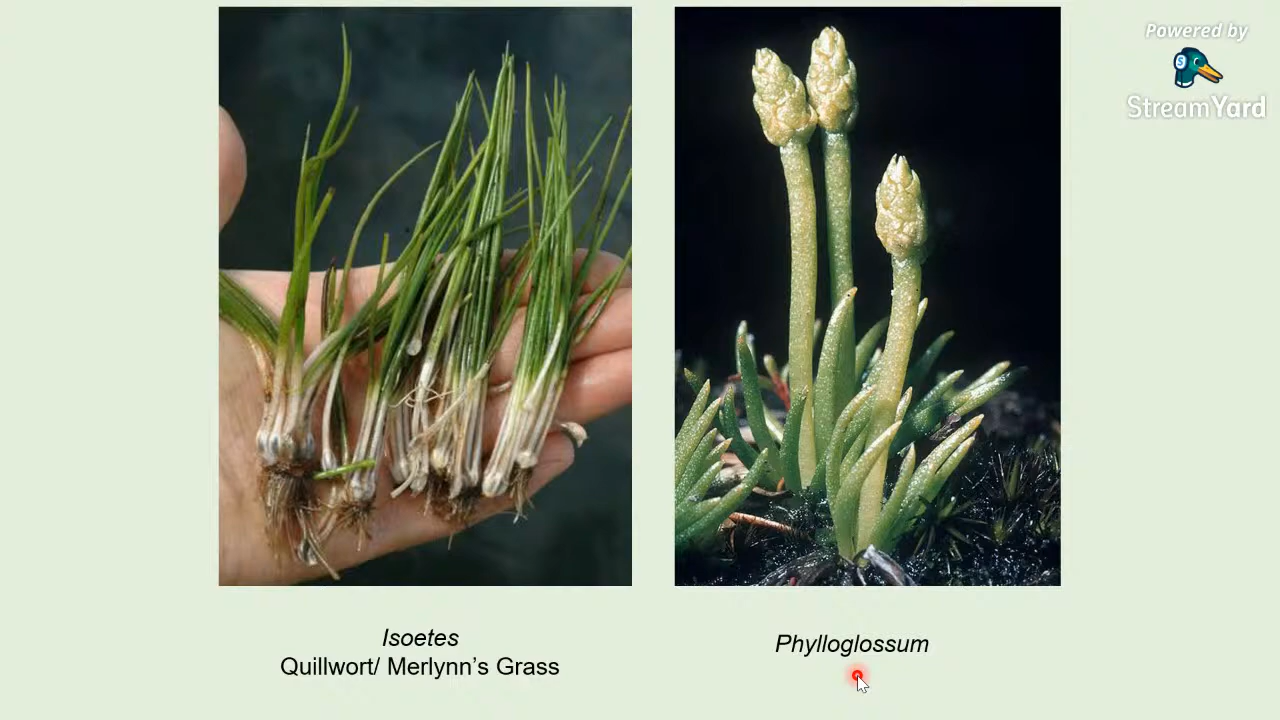 Powered by
StreamYard
Isoetes
Quillwort/ Merlynn's Grass
Phylloglossum